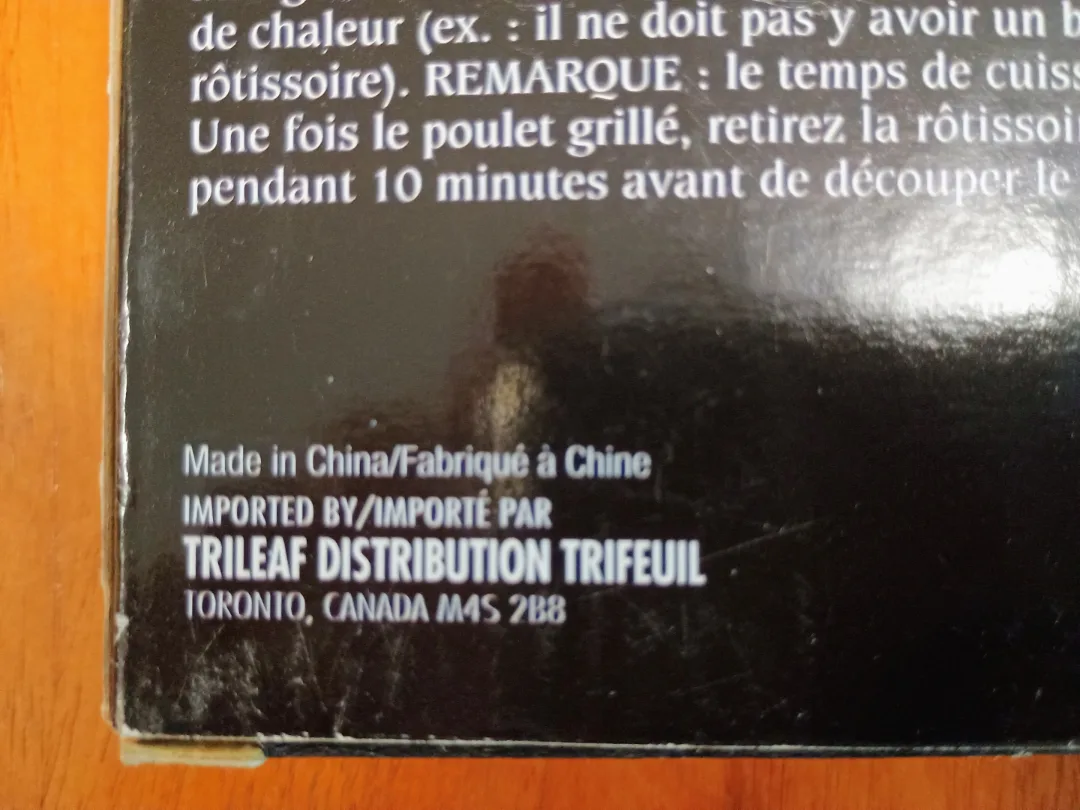 de chaleur (ex. : il ne doit pas y avoir un
rôtissoire). REMARQUE : le temps de
Une fois le poulet grillé, retirez la
pendant 10 minutes avant de découper le
Made in China/Fabriqué à Chine
IMPORTED BY/IMPORTÉ PAR
TRILEAF DISTRIBUTION TRIFEUIL
TORONTO, CANADA M4S 2B8